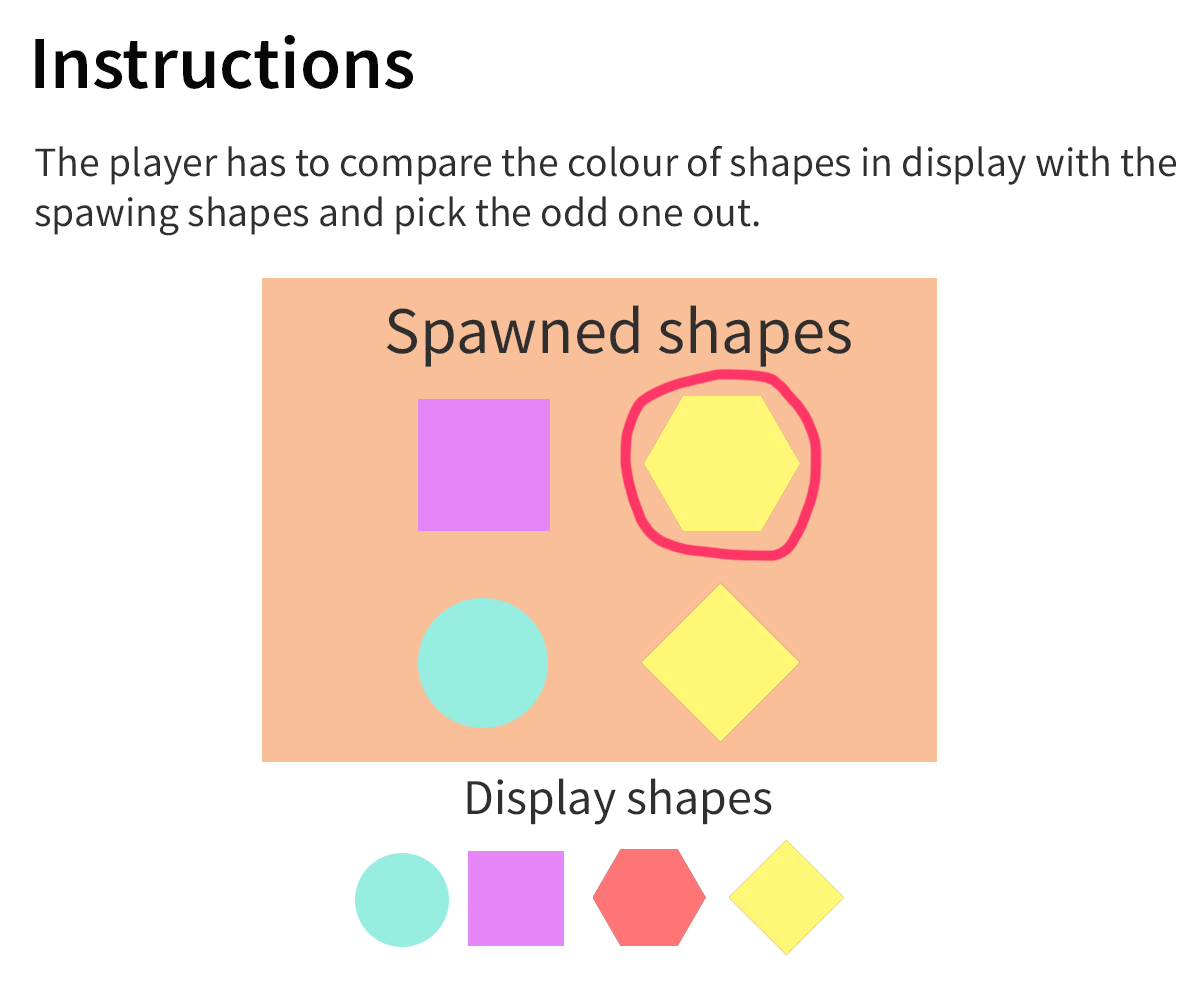 Instructions
The player has to compare the colour of shapes in display with the
spawing shapes and pick the odd one out.
Spawned shapes
Display shapes